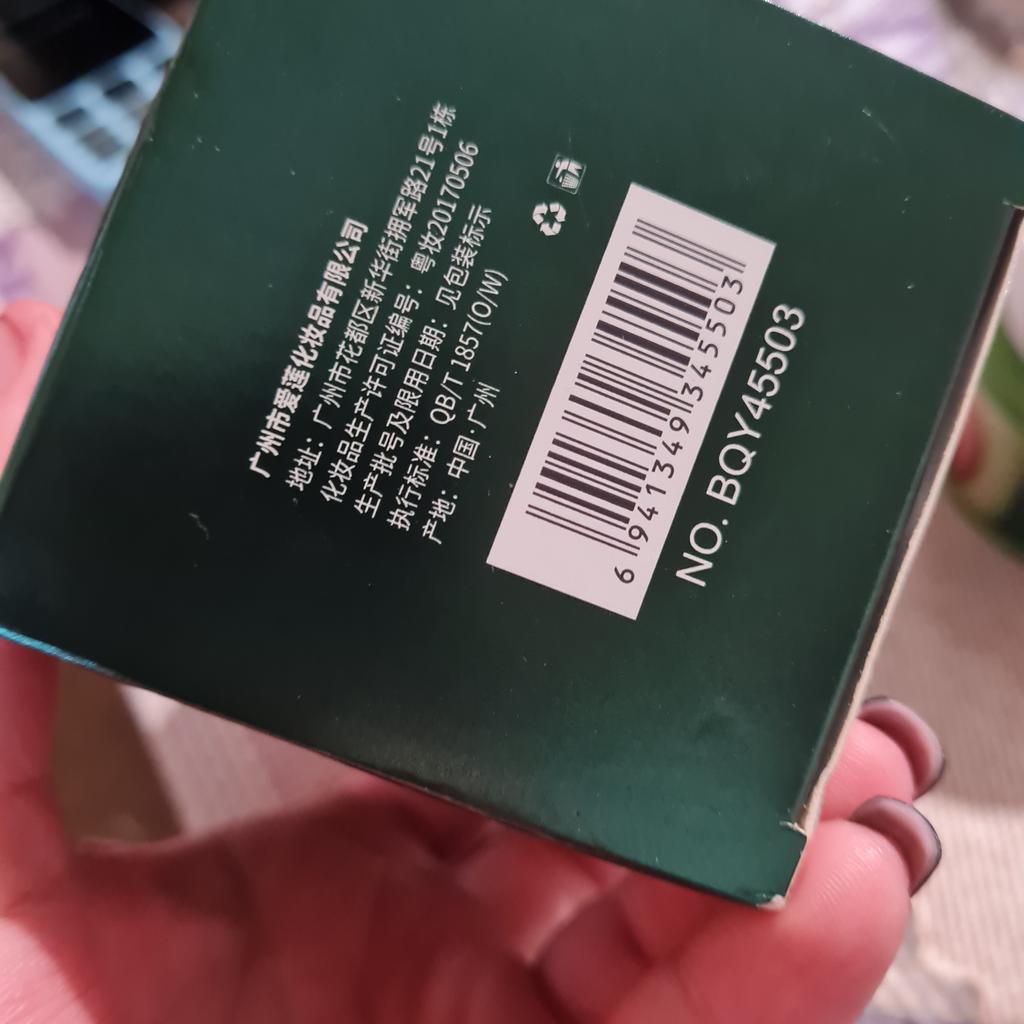 广州市爱莲化妆品有限公司
地址：广州市花都区新华街拥军路21号1栋
化妆品生产许可证编号：粤妆20170506
生产批号及限用日期：见包装标示
执行标准：QB/T 1857(O/W)
产地：中国·广州
6 941349 345503
NO. BQY45503